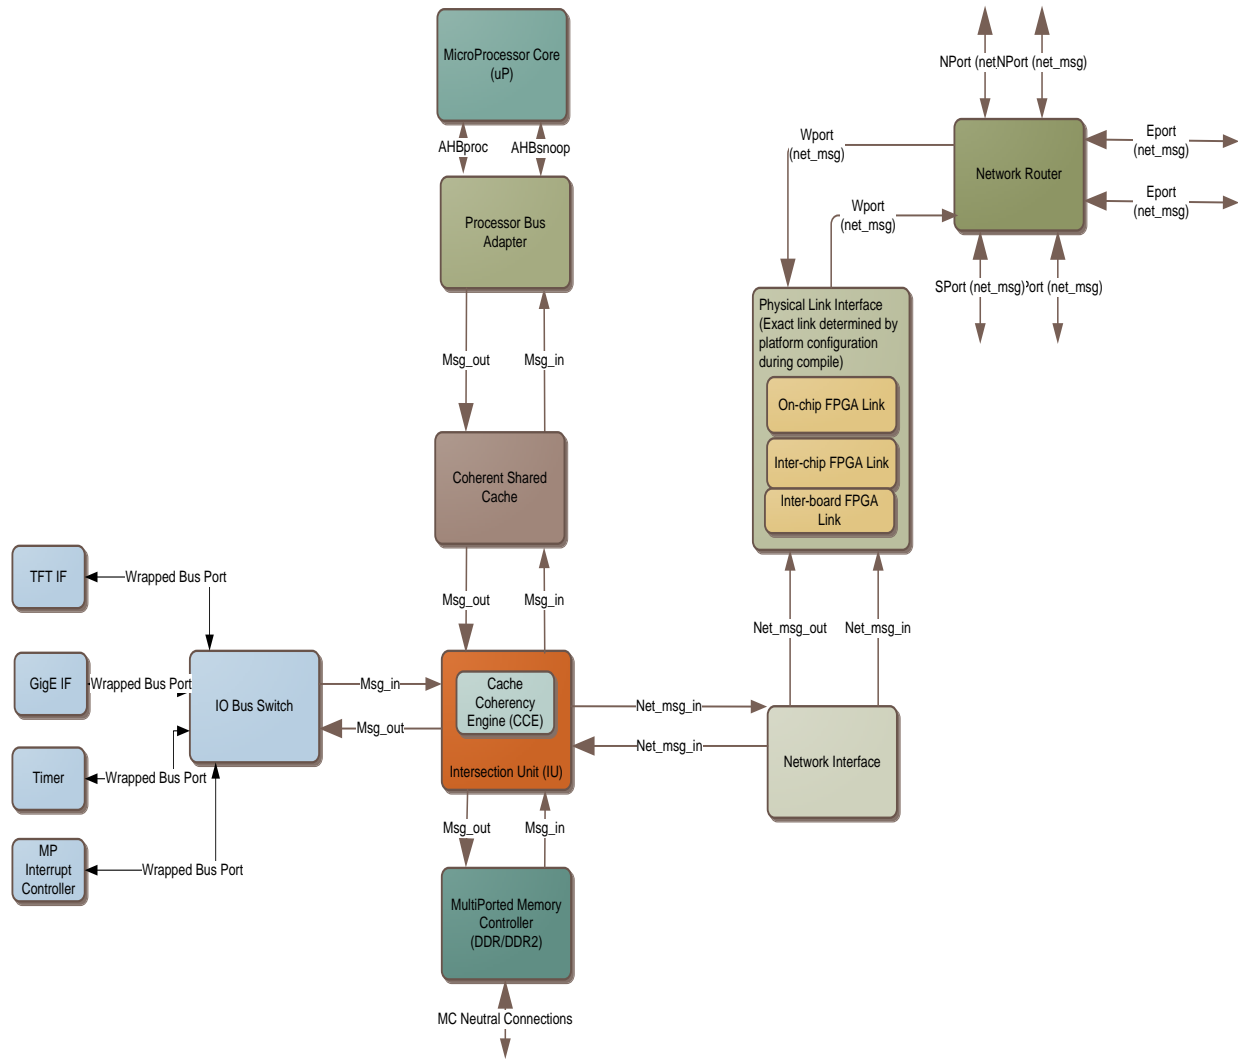 MicroProcessor Core
(uP)
AHBproc
AHBsnoop
Processor Bus
Adapter
Msg_out
Msg_in
Coherent Shared
Cache
Msg_out
Msg_in
TFT IF
Wrapped Bus Port
GigE IF
Wrapped Bus Port
Timer
Wrapped Bus Port
MP
Interrupt
Controller
Wrapped Bus Port
IO Bus Switch
Msg_in
Msg_out
Cache
Coherency
Engine (CCE)
Intersection Unit (IU)
Msg_out
Msg_in
MultiPorted Memory
Controller
(DDR/DDR2)
MC Neutral Connections
Net_msg_in
Net_msg_in
Network Interface
Net_msg_out
Net_msg_in
Physical Link Interface
(Exact link determined by
platform configuration
during compile)
On-chip FPGA Link
Inter-chip FPGA Link
Inter-board FPGA
Link
Wport
(net_msg)
Wport
(net_msg)
Network Router
NPort (net
NPort (net_msg)
Eport
(net_msg)
Eport
(net_msg)
SPort (net_msg)
ort (net_msg)